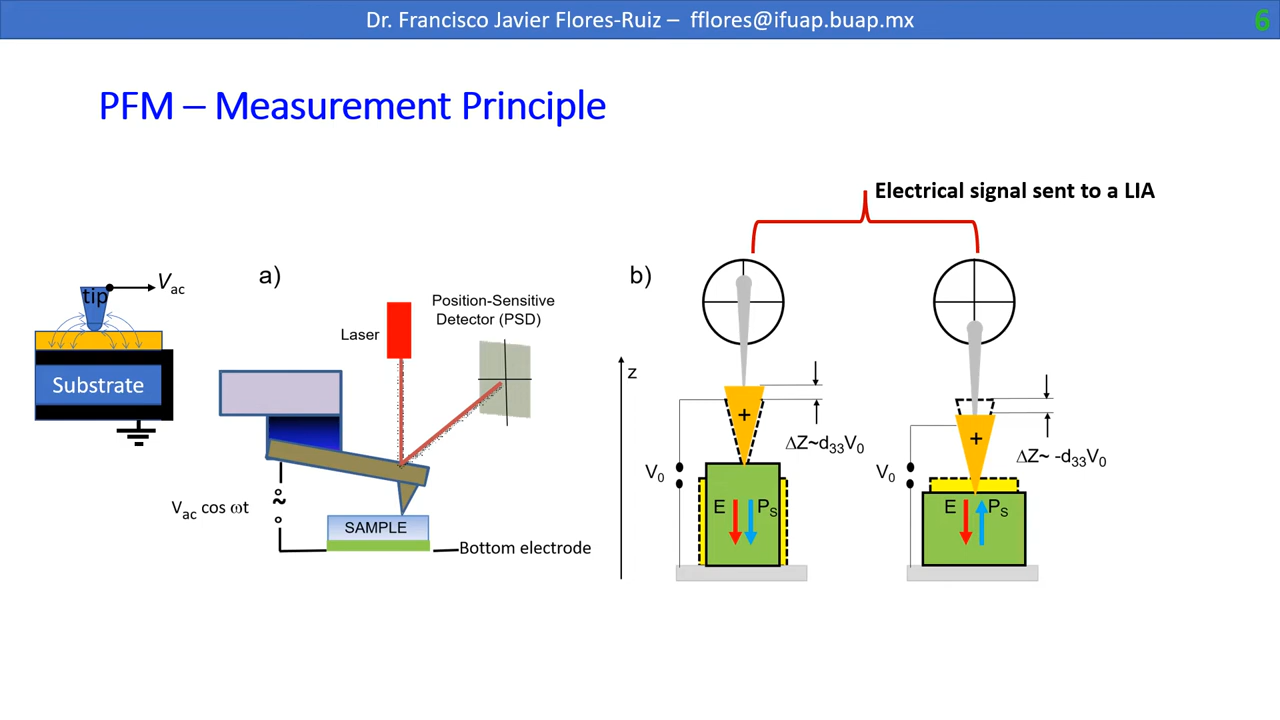 Dr. Francisco Javier Flores-Ruiz – fflores@ifuap.buap.mx
6
PFM – Measurement Principle
Electrical signal sent to a LIA
tip
Vac
Substrate
a)
Laser
Position-Sensitive
Detector (PSD)
Vac cos ωt
~
SAMPLE
Bottom electrode
b)
z
+
ΔZ~d33V0
V0
E
PS
+
ΔZ~ -d33V0
V0
E
PS